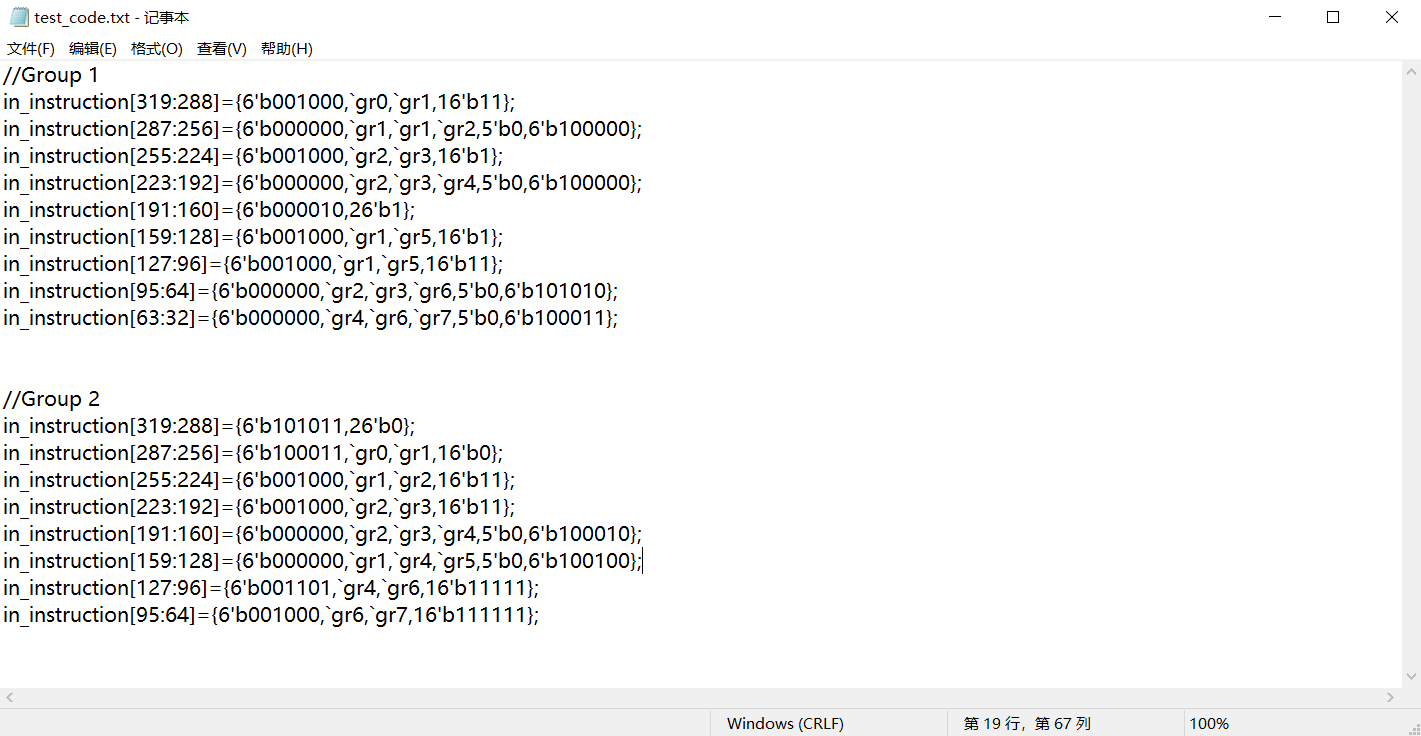 test_code.txt - 记事本
文件(F) 编辑(E) 格式(O) 查看(V) 帮助(H)
//Group 1
in_instruction[319:288]={6'b001000,`gr0,`gr1,16'b11};
in_instruction[287:256]={6'b000000,`gr1,`gr1,`gr2,5'b0,6'b100000};
in_instruction[255:224]={6'b001000,`gr2,`gr3,16'b1};
in_instruction[223:192]={6'b000000,`gr2,`gr3,`gr4,5'b0,6'b100000};
in_instruction[191:160]={6'b000010,26'b1};
in_instruction[159:128]={6'b001000,`gr1,`gr5,16'b1};
in_instruction[127:96]={6'b001000,`gr1,`gr5,16'b11};
in_instruction[95:64]={6'b000000,`gr2,`gr3,`gr6,5'b0,6'b101010};
in_instruction[63:32]={6'b000000,`gr4,`gr6,`gr7,5'b0,6'b100011};
//Group 2
in_instruction[319:288]={6'b101011,26'b0};
in_instruction[287:256]={6'b100011,`gr0,`gr1,16'b0};
in_instruction[255:224]={6'b001000,`gr1,`gr2,16'b11};
in_instruction[223:192]={6'b001000,`gr2,`gr3,16'b11};
in_instruction[191:160]={6'b000000,`gr2,`gr3,`gr4,5'b0,6'b100010};
in_instruction[159:128]={6'b000000,`gr1,`gr4,`gr5,5'b0,6'b100100};
in_instruction[127:96]={6'b001101,`gr4,`gr6,16'b11111};
in_instruction[95:64]={6'b001000,`gr6,`gr7,16'b111111};
Windows (CRLF) 第 19 行，第 67 列 100%